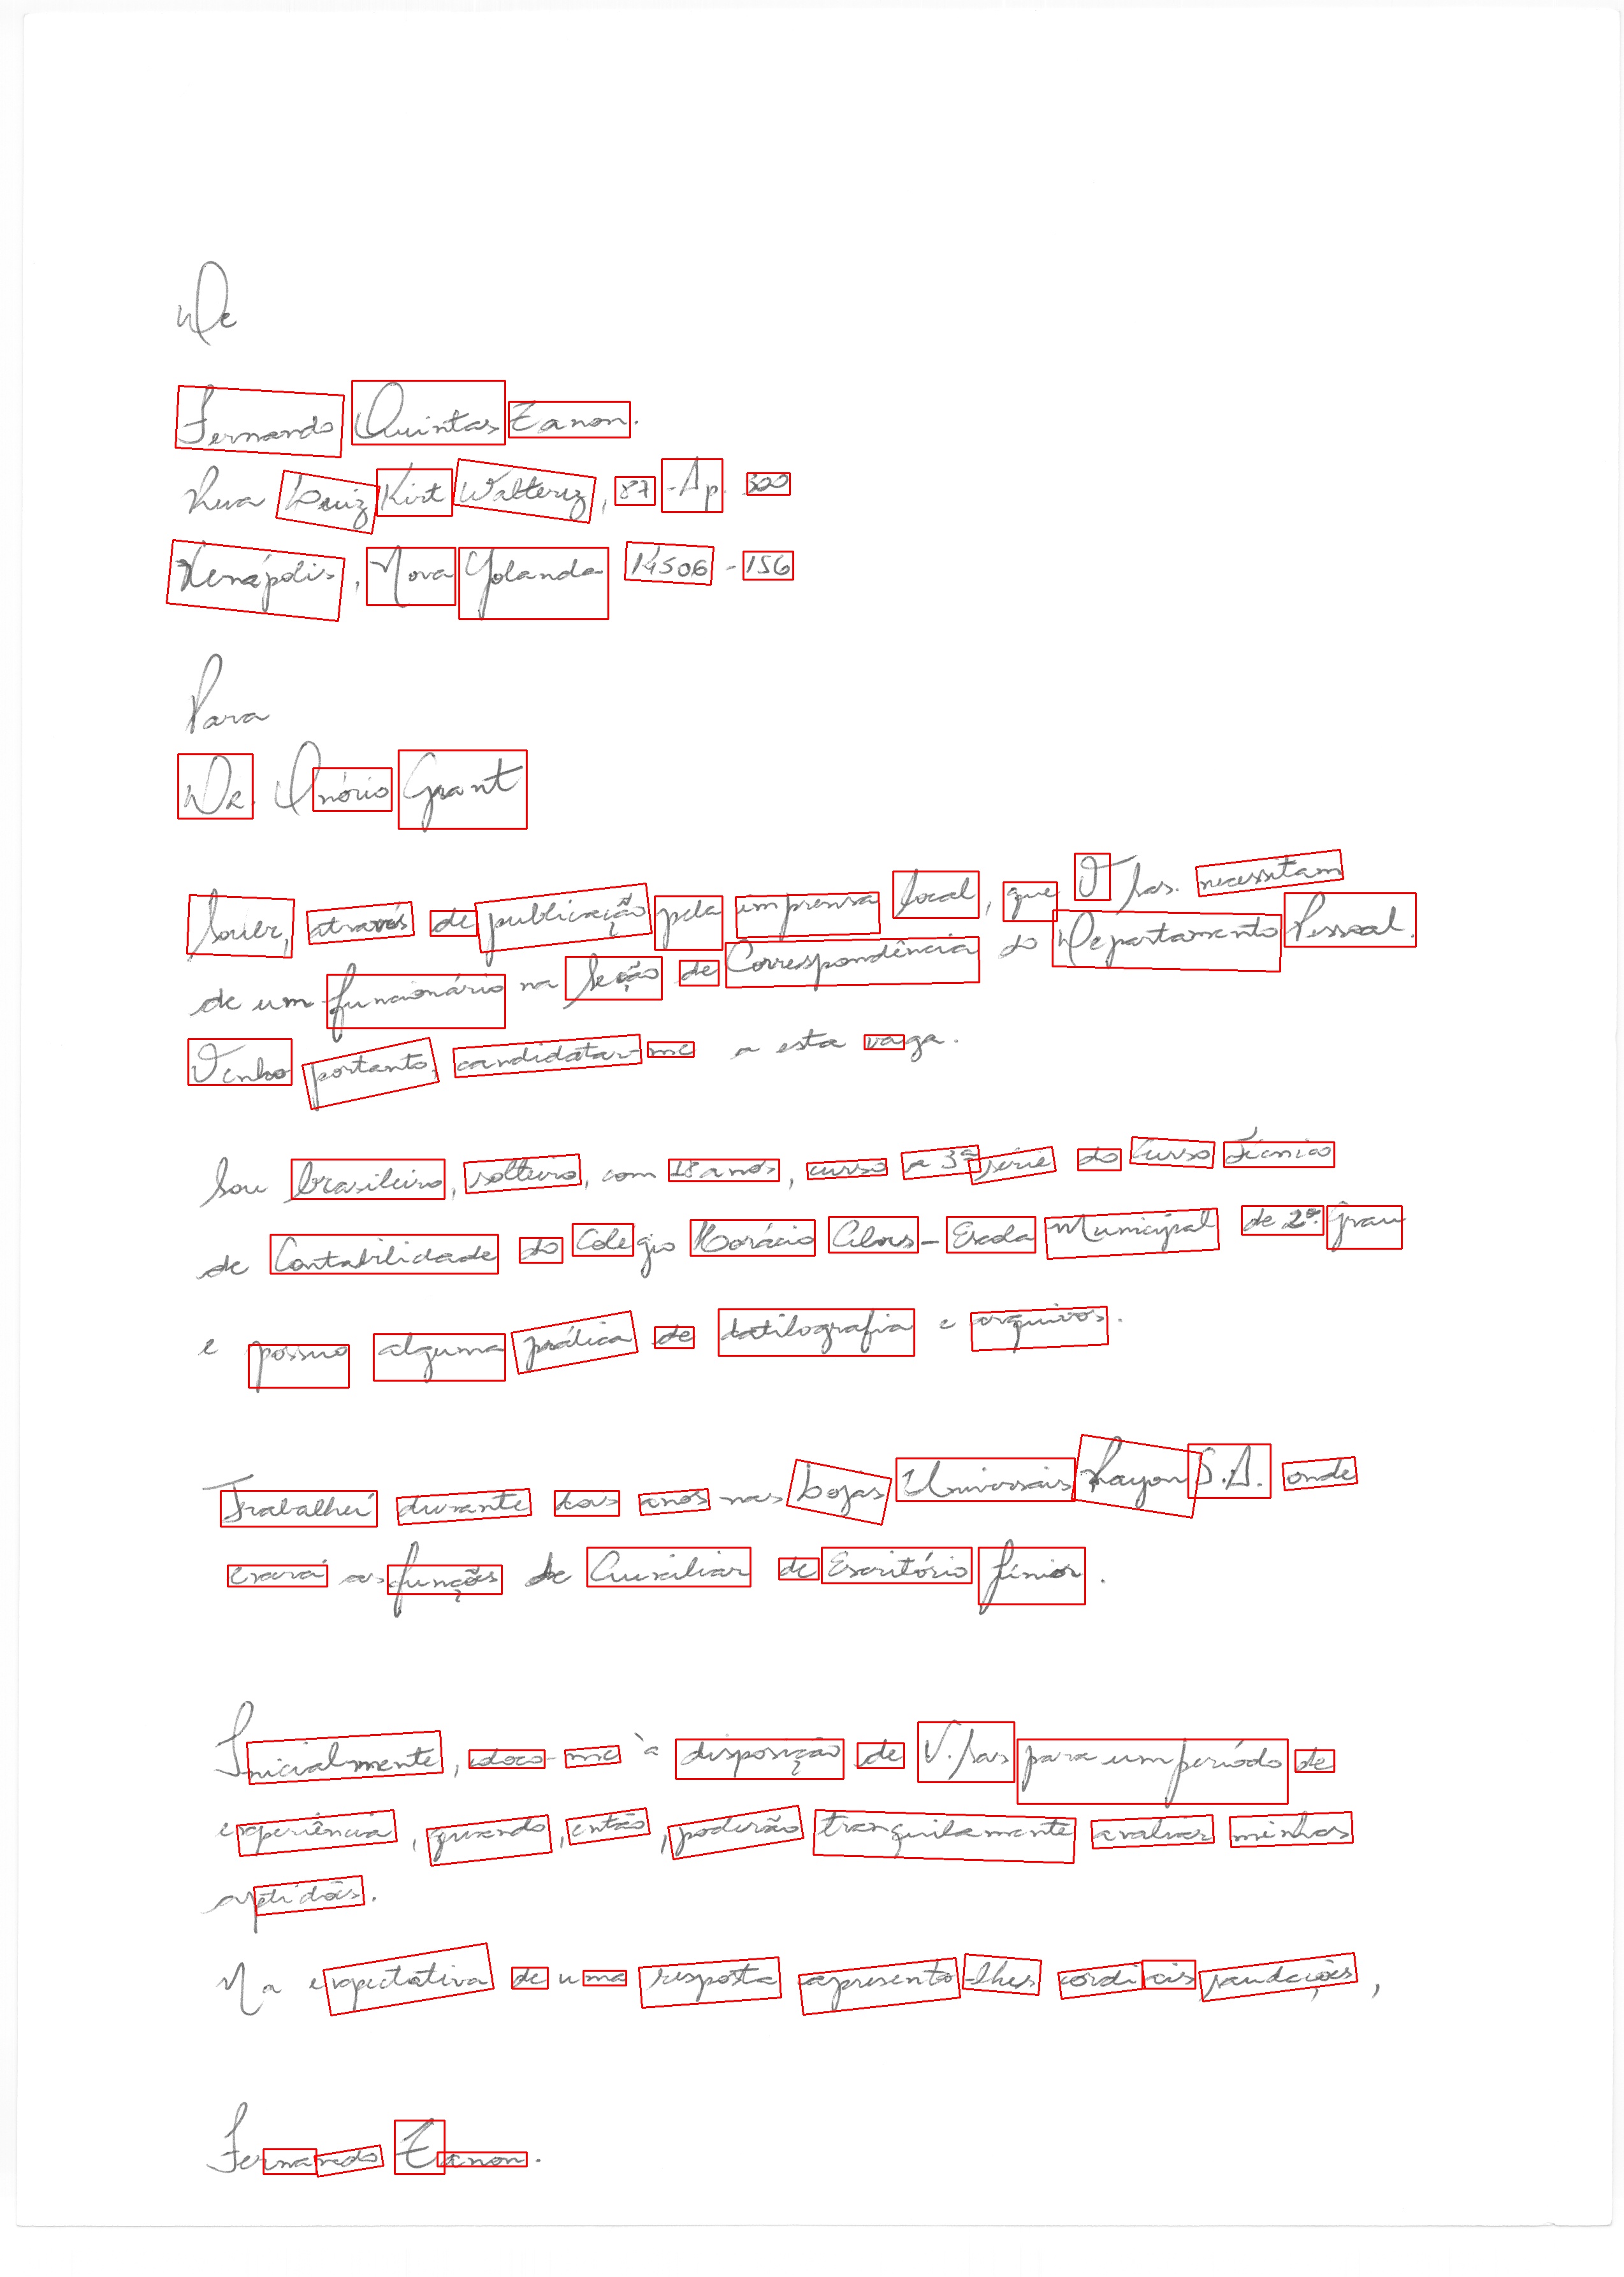 De
Fernando Quintas Zanon.
Rua Luiz Kirt Walteriz, 87 - Ap. 300
Xenápolis, Nova Yolanda 14506 - 156
Para
Dr. Onório Grant
Souber, através de publicação pela imprensa local, que V. Sas. necessitam
de um funcionário na Seção de Correspondência do Departamento Pessoal.
Venho portanto, candidatar-me a esta vaga.
Sou brasileiro, solteiro, com 18 anos, curso a 3ª série do Curso Técnico
de Contabilidade do Colégio Horácio Alves - Escola Municipal de 2º grau
e possuo alguma prática de datilografia e arquivos.
Trabalhei durante dois anos nas Lojas Universais Rayon S.A. onde
as funções de Auxiliar de Escritório Júnior.
Inicialmente, coloco-me à disposição de V. Sas para um período de
experiência, quando, então, poderão tranquilamente avaliar minhas
aptidões.
Na expectativa de uma resposta apresento-lhes cordiais saudações,
Fernando Zanon.